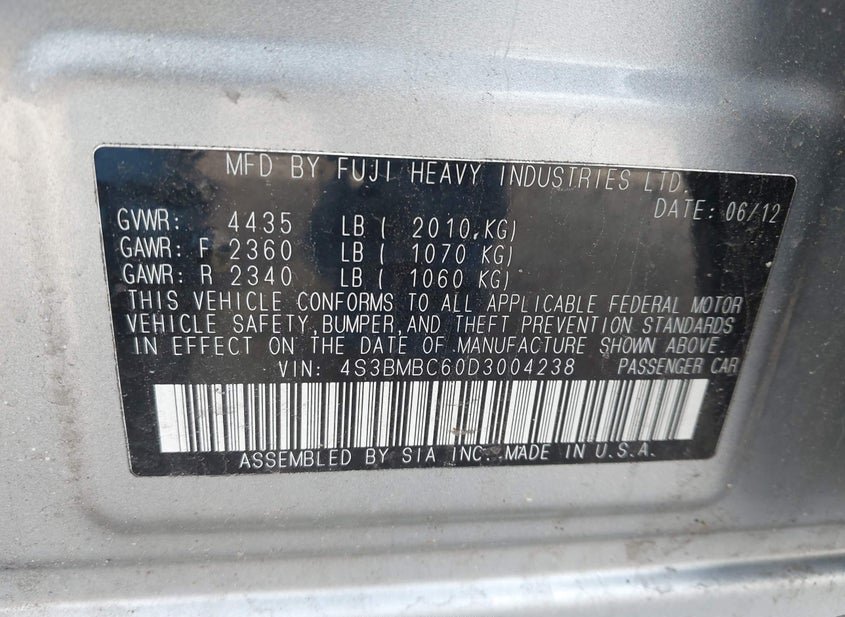 MFD BY FUJI HEAVY INDUSTRIES LTD.
DATE: 06/12
GVWR: 4435 LB ( 2010,KG)
GAWR: F 2360 LB ( 1070 KG)
GAWR: R 2340 LB ( 1060 KG)
THIS VEHICLE CONFORMS TO ALL APPLICABLE FEDERAL MOTOR
VEHICLE SAFETY,BUMPER,AND THEFT PREVENTION STANDARDS
IN EFFECT ON THE DATE OF MANUFACTURE SHOWN ABOVE.
VIN: 4S3BMBC60D3004238 PASSENGER CAR
ASSEMBLED BY SIA INC. MADE IN U.S.A.